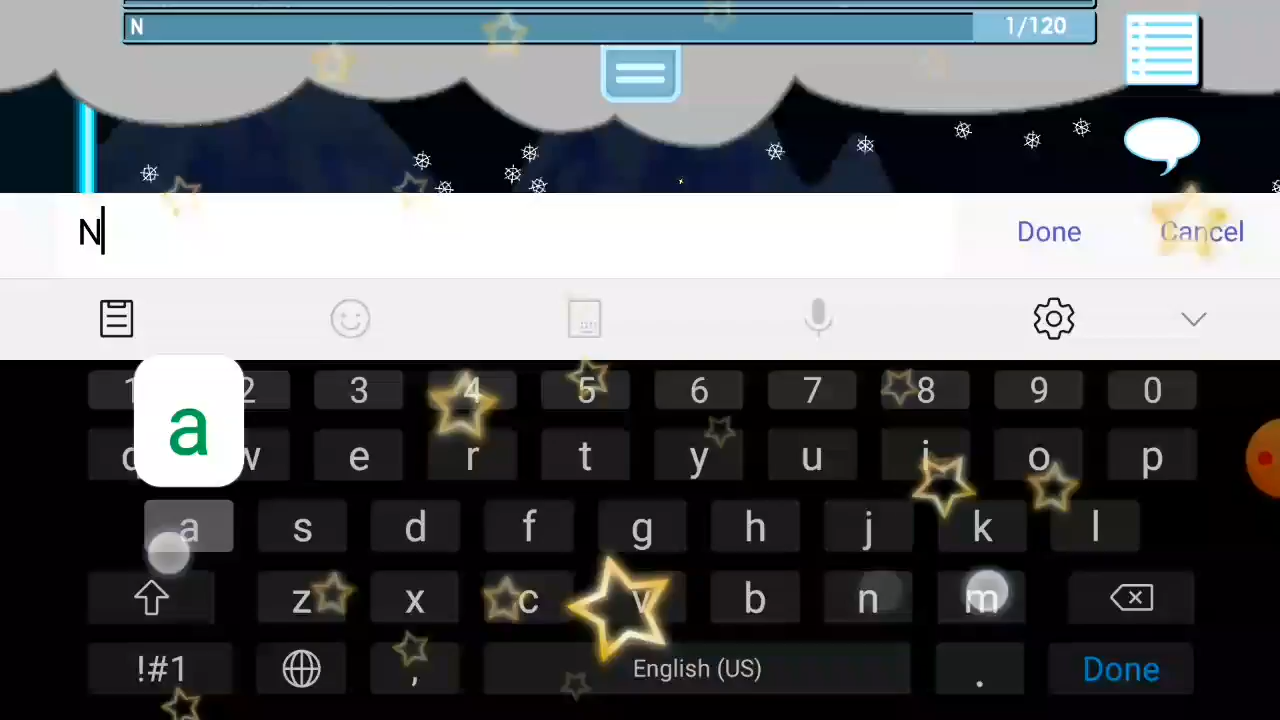 N 1/120
N Done Cancel
a
1 2 3 4 5 6 7 8 9 0
w e r t y u i o p
a s d f g h j k l
z x c v b n m
!#1 , English (US) . Done